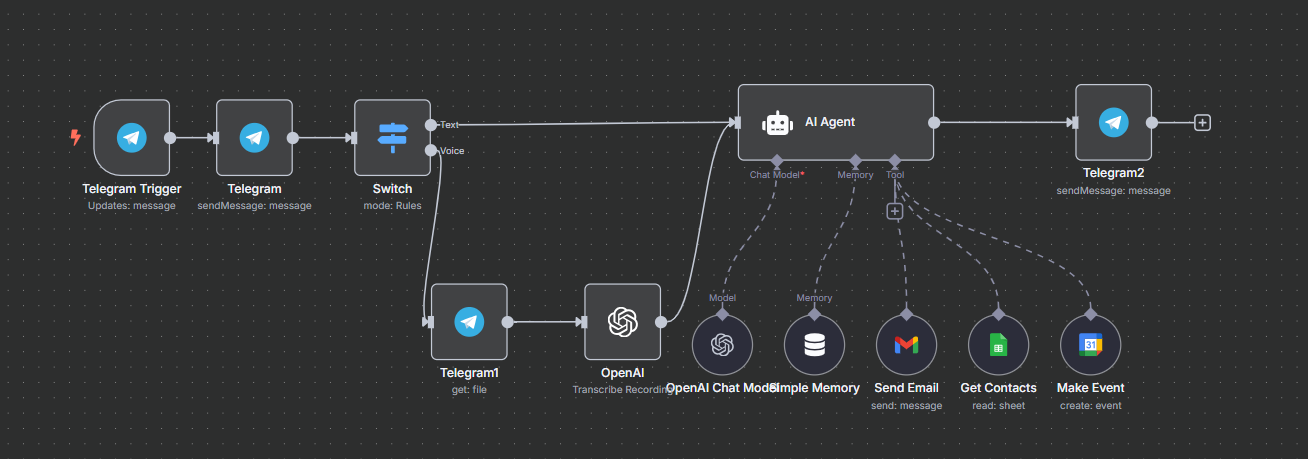 Text
Voice
AI Agent
Telegram Trigger
Updates: message
Telegram
sendMessage: message
Switch
mode: Rules
Chat Model*
Memory
Tool
Telegram2
sendMessage: message
Model
Memory
31
Telegram1
get: file
OpenAI
Transcribe Recording
OpenAI Chat Model
Simple Memory
Send Email
send: message
Get Contacts
read: sheet
Make Event
create: event